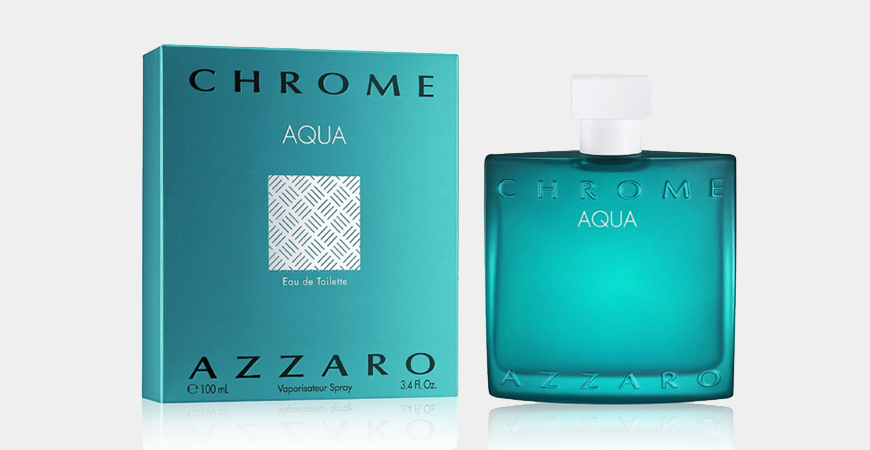 CHROME
AQUA
Eau de Toilette
AZZARO
℮ 100 mL Vaporisateur Spray 3.4 Fl. Oz.
CHROME
AQUA
AZZARO